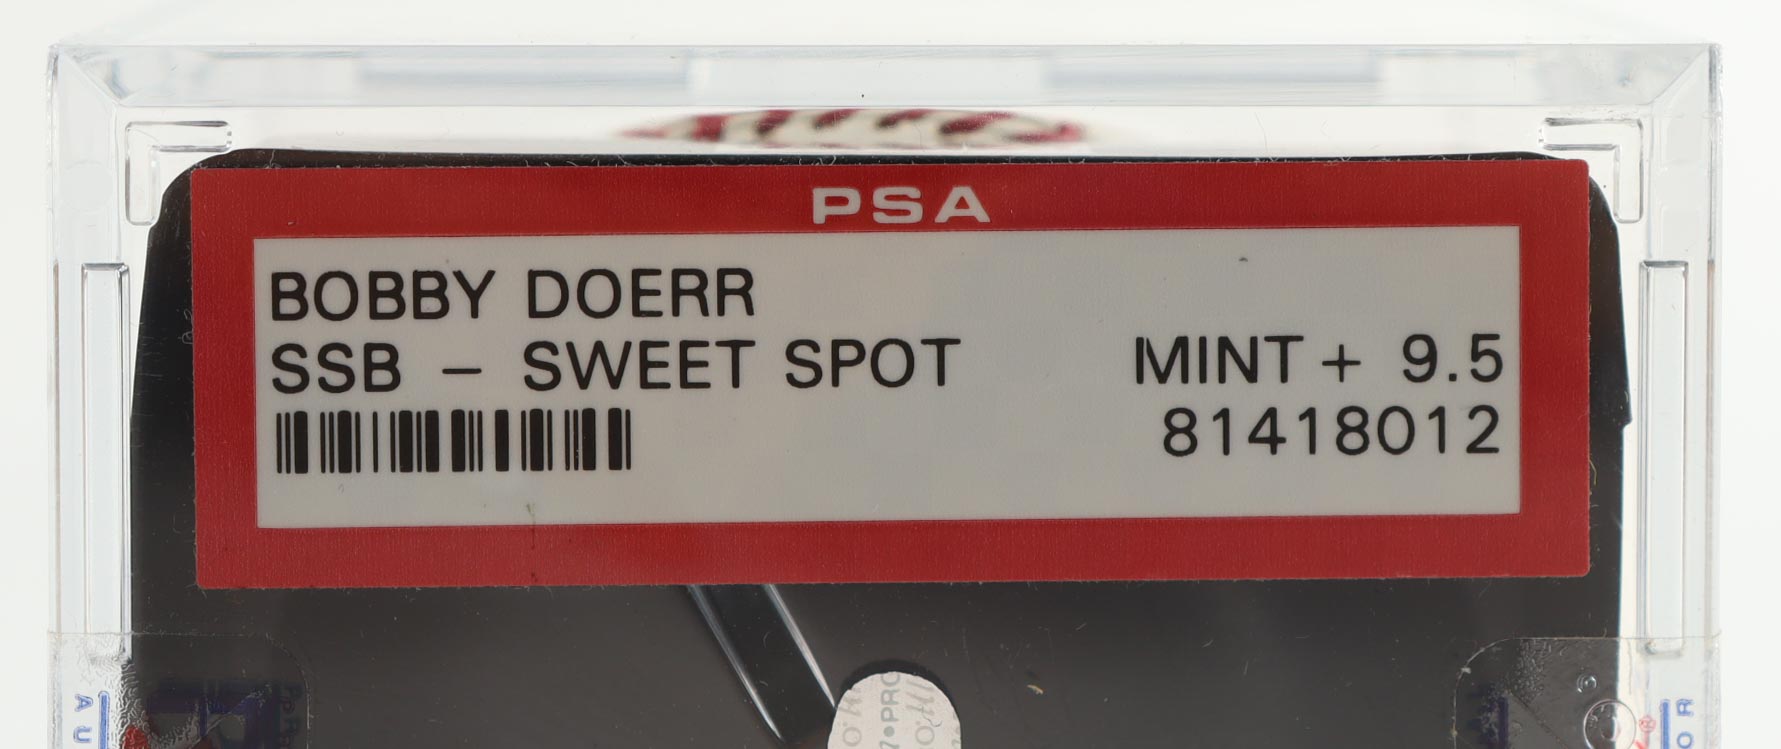 PSA
BOBBY DOERR
SSB - SWEET SPOT MINT+ 9.5
81418012